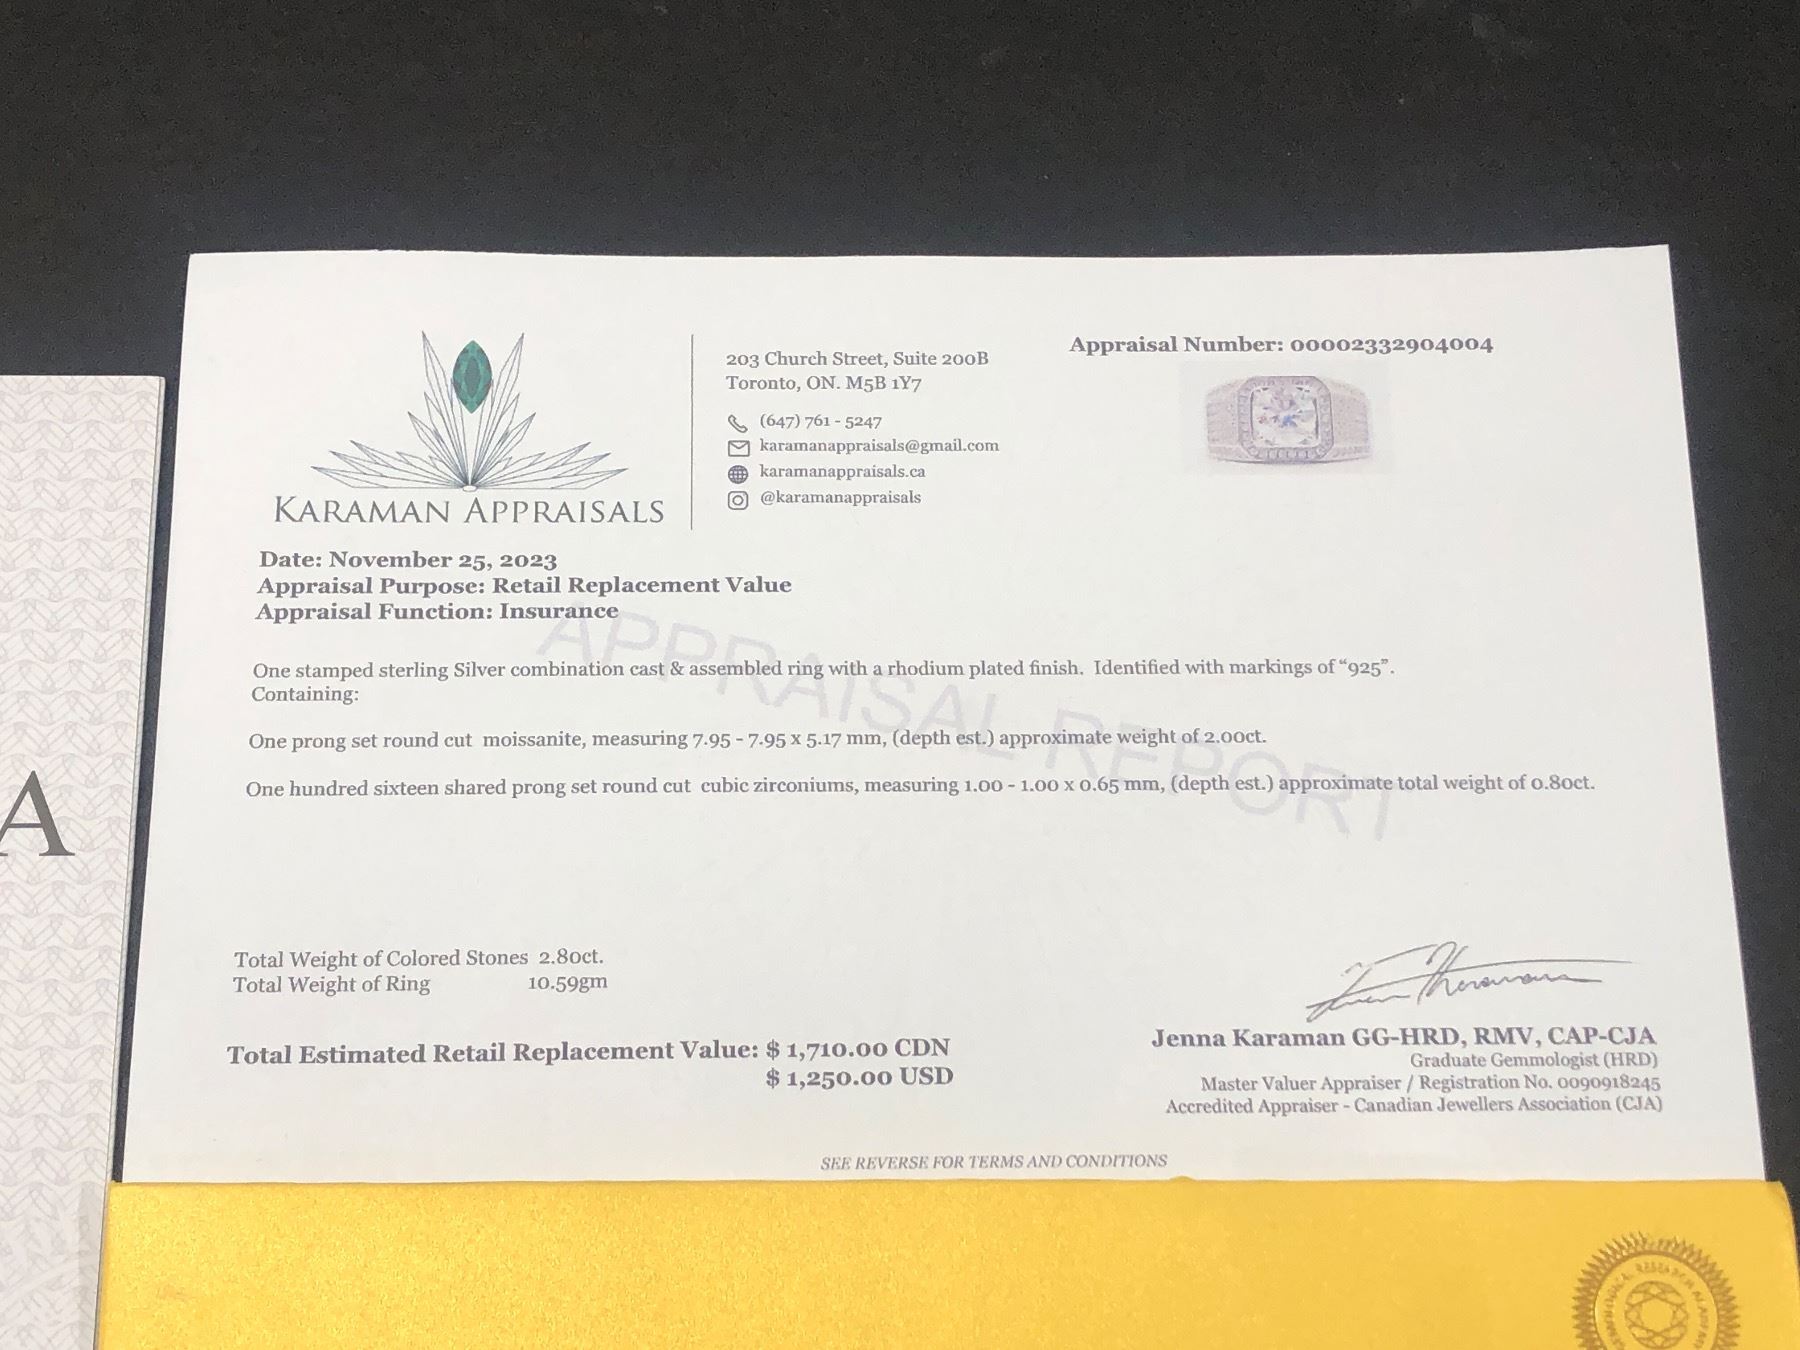 203 Church Street, Suite 200B
Toronto, ON. M5B 1Y7
(647) 761 - 5247
karamanappraisals@gmail.com
karamanappraisals.ca
@karamanappraisals
Appraisal Number: 00002332904004
KARAMAN APPRAISALS
Date: November 25, 2023
Appraisal Purpose: Retail Replacement Value
Appraisal Function: Insurance
APPRAISAL REPORT
One stamped sterling Silver combination cast & assembled ring with a rhodium plated finish. Identified with markings of “925”.
Containing:
One prong set round cut moissanite, measuring 7.95 - 7.95 x 5.17 mm, (depth est.) approximate weight of 2.00ct.
One hundred sixteen shared prong set round cut cubic zirconiums, measuring 1.00 - 1.00 x 0.65 mm, (depth est.) approximate total weight of 0.80ct.
A
Total Weight of Colored Stones 2.80ct.
Total Weight of Ring 10.59gm
Total Estimated Retail Replacement Value: $ 1,710.00 CDN
$ 1,250.00 USD
Jenna Karaman GG-HRD, RMV, CAP-CJA
Graduate Gemmologist (HRD)
Master Valuer Appraiser / Registration No. 0090918245
Accredited Appraiser - Canadian Jewellers Association (CJA)
SEE REVERSE FOR TERMS AND CONDITIONS